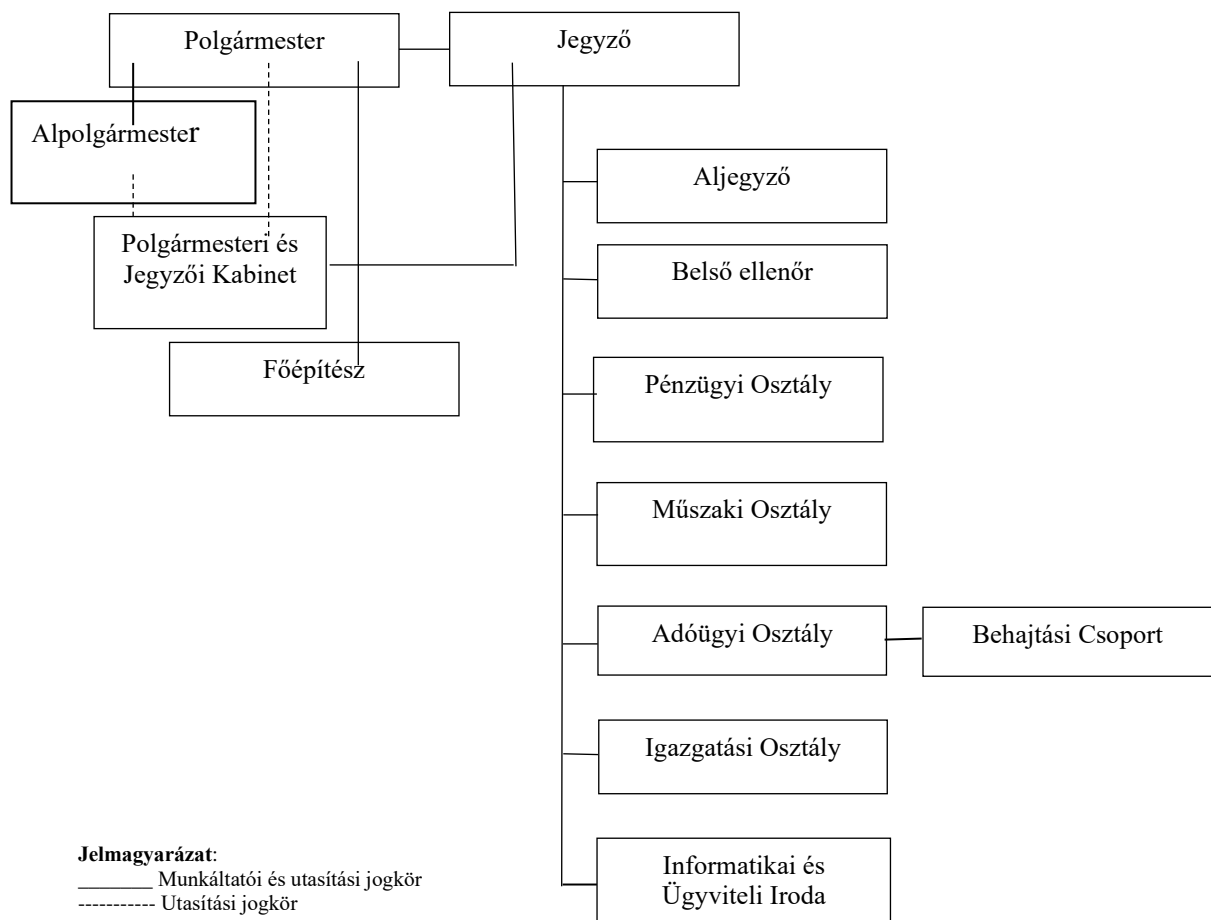 Polgármester
Jegyző
Alpolgármester
Aljegyző
Polgármesteri és
Jegyzői Kabinet
Belső ellenőr
Főépítész
Pénzügyi Osztály
Műszaki Osztály
Adóügyi Osztály
Behajtási Csoport
Igazgatási Osztály
Informatikai és
Ügyviteli Iroda
Jelmagyarázat:
_______ Munkáltatói és utasítási jogkör
----------- Utasítási jogkör